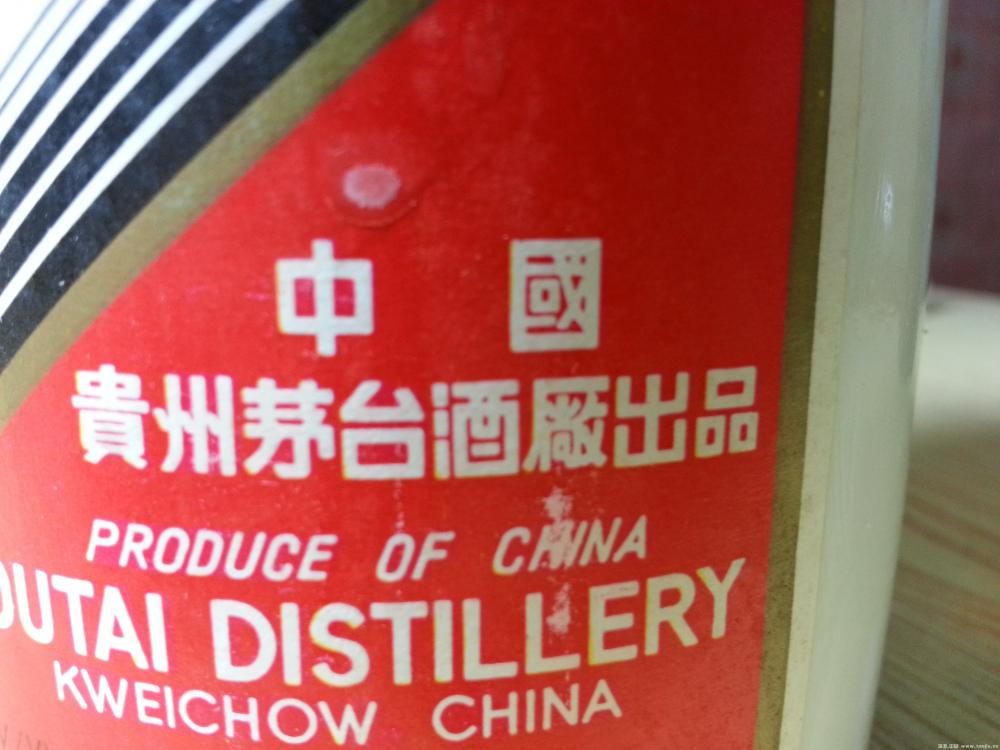 中國
貴州茅台酒廠出品
PRODUCE OF CHINA
OUTAI DISTILLERY
KWEICHOW CHINA